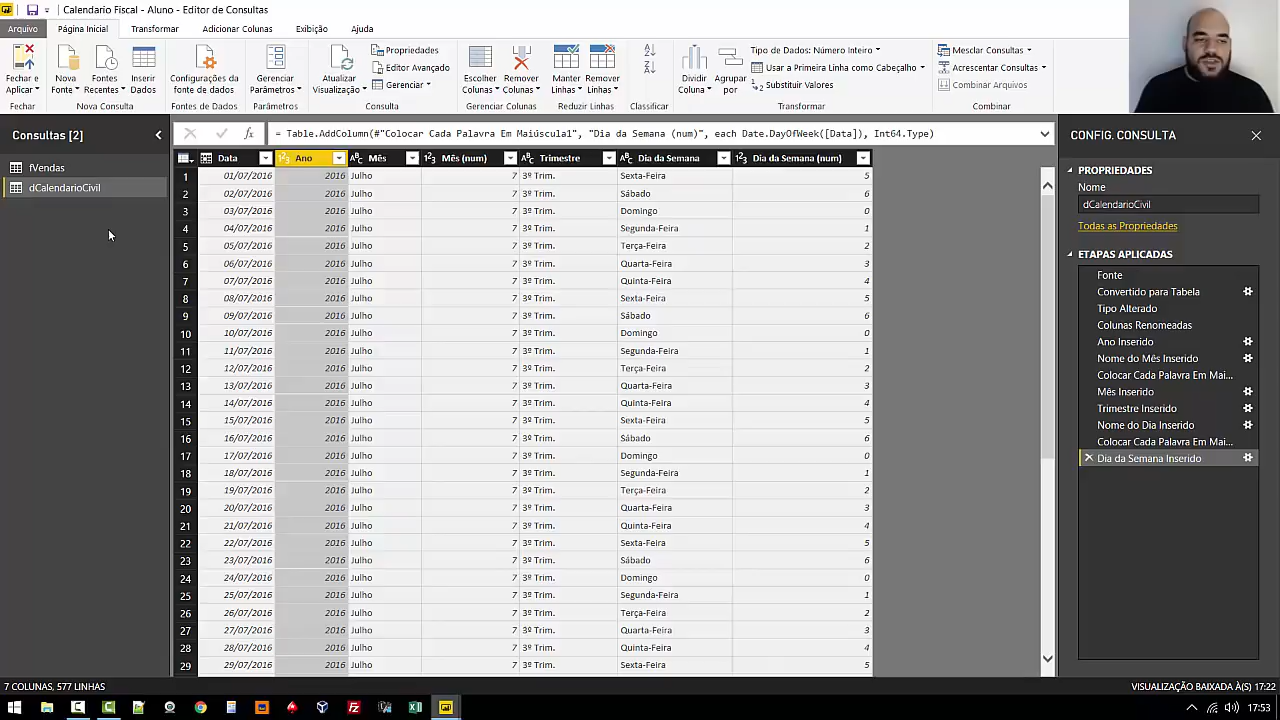 Calendario Fiscal - Aluno - Editor de Consultas
Arquivo
Página Inicial
Transformar
Adicionar Colunas
Exibição
Ajuda
Fechar e Aplicar
Fechar
Nova Fonte
Fontes Recentes
Inserir Dados
Nova Consulta
Configurações da fonte de dados
Fontes de Dados
Gerenciar Parâmetros
Parâmetros
Atualizar Visualização
Propriedades
Editor Avançado
Gerenciar
Consulta
Escolher Colunas
Remover Colunas
Gerenciar Colunas
Manter Linhas
Remover Linhas
Reduzir Linhas
Classificar
Dividir Coluna
Agrupar por
Tipo de Dados: Número Inteiro
Usar a Primeira Linha como Cabeçalho
Substituir Valores
Transformar
Mesclar Consultas
Acrescentar Consultas
Combinar Arquivos
Combinar
Consultas [2]
fVendas
dCalendarioCivil
= Table.AddColumn(#"Colocar Cada Palavra Em Maiúscula1", "Dia da Semana (num)", each Date.DayOfWeek([Data]), Int64.Type)
Data Ano Mês Mês (num) Trimestre Dia da Semana Dia da Semana (num)
1 01/07/2016 2016 Julho 7 3º Trim. Sexta-Feira 5
2 02/07/2016 2016 Julho 7 3º Trim. Sábado 6
3 03/07/2016 2016 Julho 7 3º Trim. Domingo 0
4 04/07/2016 2016 Julho 7 3º Trim. Segunda-Feira 1
5 05/07/2016 2016 Julho 7 3º Trim. Terça-Feira 2
6 06/07/2016 2016 Julho 7 3º Trim. Quarta-Feira 3
7 07/07/2016 2016 Julho 7 3º Trim. Quinta-Feira 4
8 08/07/2016 2016 Julho 7 3º Trim. Sexta-Feira 5
9 09/07/2016 2016 Julho 7 3º Trim. Sábado 6
10 10/07/2016 2016 Julho 7 3º Trim. Domingo 0
11 11/07/2016 2016 Julho 7 3º Trim. Segunda-Feira 1
12 12/07/2016 2016 Julho 7 3º Trim. Terça-Feira 2
13 13/07/2016 2016 Julho 7 3º Trim. Quarta-Feira 3
14 14/07/2016 2016 Julho 7 3º Trim. Quinta-Feira 4
15 15/07/2016 2016 Julho 7 3º Trim. Sexta-Feira 5
16 16/07/2016 2016 Julho 7 3º Trim. Sábado 6
17 17/07/2016 2016 Julho 7 3º Trim. Domingo 0
18 18/07/2016 2016 Julho 7 3º Trim. Segunda-Feira 1
19 19/07/2016 2016 Julho 7 3º Trim. Terça-Feira 2
20 20/07/2016 2016 Julho 7 3º Trim. Quarta-Feira 3
21 21/07/2016 2016 Julho 7 3º Trim. Quinta-Feira 4
22 22/07/2016 2016 Julho 7 3º Trim. Sexta-Feira 5
23 23/07/2016 2016 Julho 7 3º Trim. Sábado 6
24 24/07/2016 2016 Julho 7 3º Trim. Domingo 0
25 25/07/2016 2016 Julho 7 3º Trim. Segunda-Feira 1
26 26/07/2016 2016 Julho 7 3º Trim. Terça-Feira 2
27 27/07/2016 2016 Julho 7 3º Trim. Quarta-Feira 3
28 28/07/2016 2016 Julho 7 3º Trim. Quinta-Feira 4
29 29/07/2016 2016 Julho 7 3º Trim. Sexta-Feira 5
CONFIG. CONSULTA
PROPRIEDADES
Nome
dCalendarioCivil
Todas as Propriedades
ETAPAS APLICADAS
Fonte
Convertido para Tabela
Tipo Alterado
Colunas Renomeadas
Ano Inserido
Nome do Mês Inserido
Colocar Cada Palavra Em Mai...
Mês Inserido
Trimestre Inserido
Nome do Dia Inserido
Colocar Cada Palavra Em Mai...
Dia da Semana Inserido
7 COLUNAS, 577 LINHAS
VISUALIZAÇÃO BAIXADA À(S) 17:22
17:53